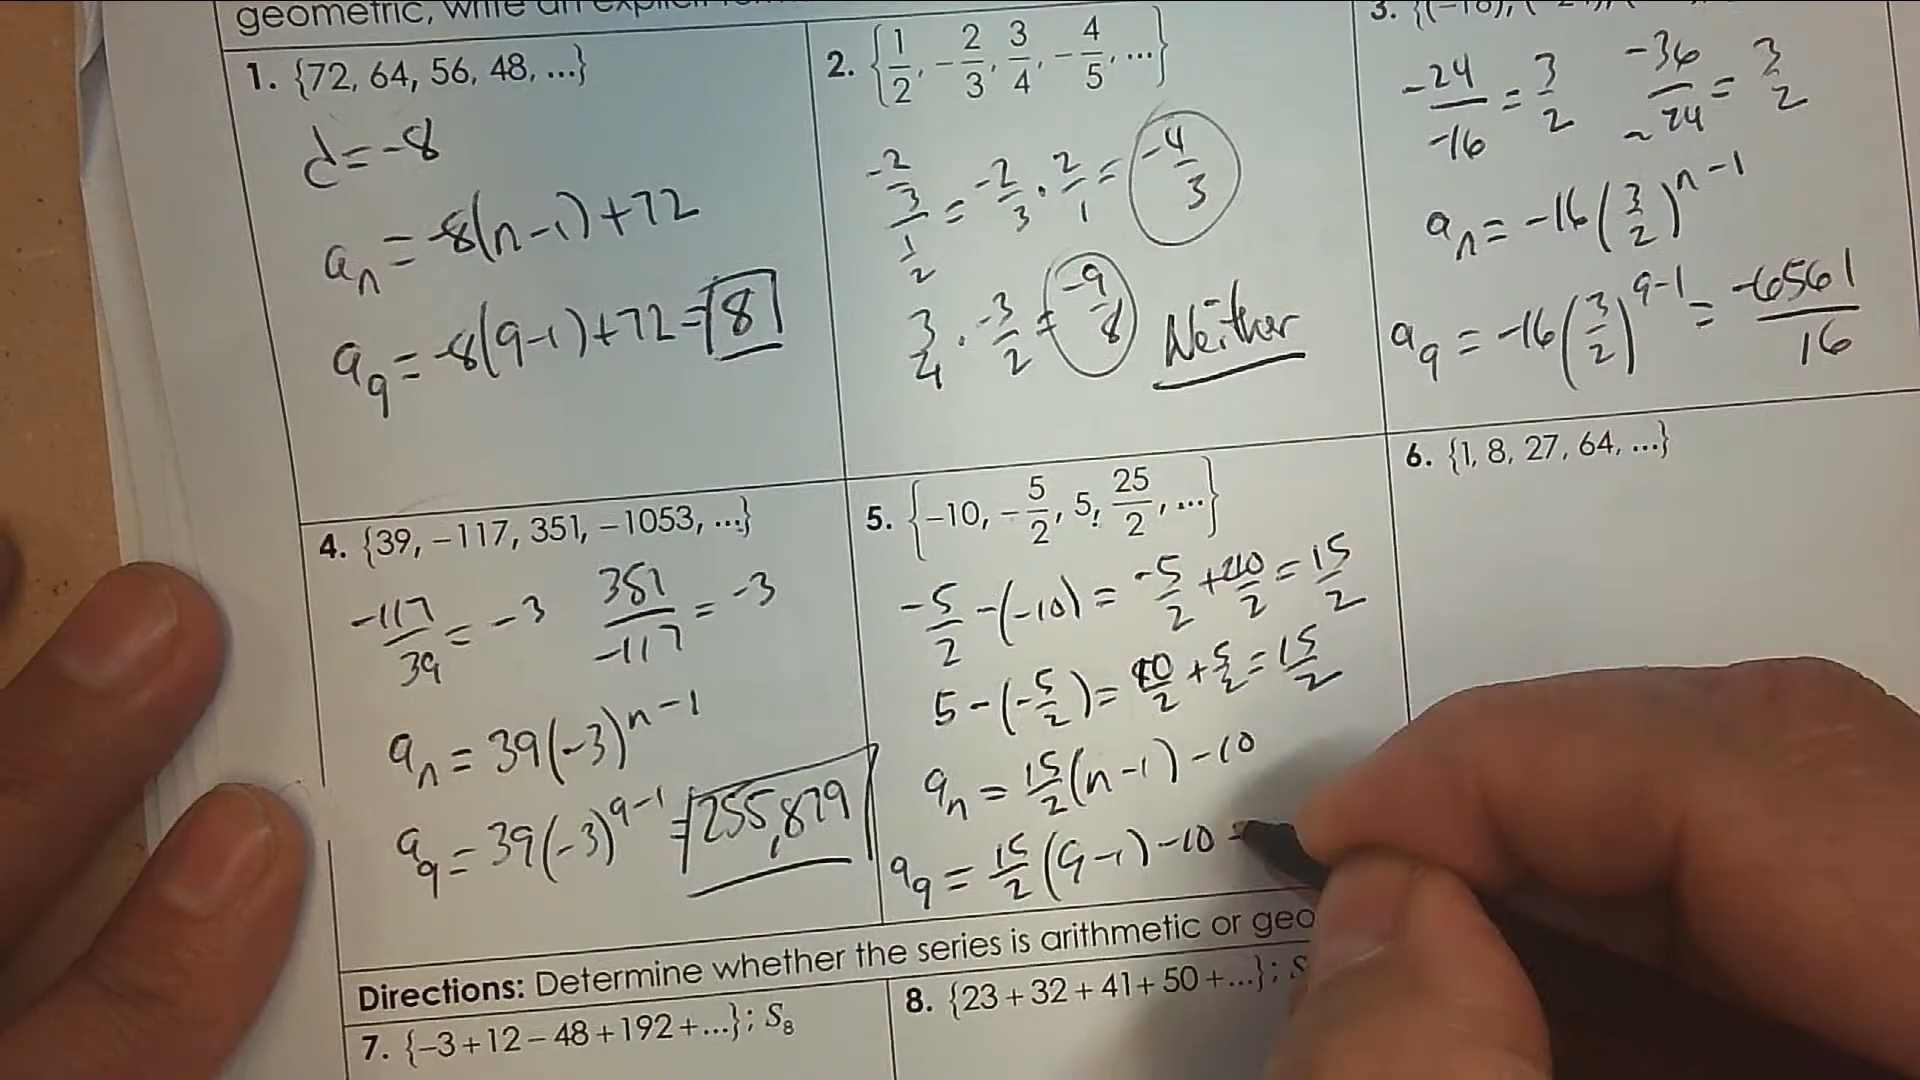 geometric, write an explicit
1. {72, 64, 56, 48, ...}
d = -8
aₙ = -8(n-1)+72
a₉ = -8(9-1)+72 = 8
2. {1/2, -2/3, 3/4, -4/5, ...}
(-2/3)/(1/2) = -2/3 · 2/1 = -4/3
3/4 · -3/2 = -9/8 Neither
3.
-24/-16 = 3/2 -36/-24 = 3/2
aₙ = -16(3/2)ⁿ⁻¹
a₉ = -16(3/2)⁹⁻¹ = -6561/16
4. {39, -117, 351, -1053, ...}
-117/39 = -3 351/-117 = -3
aₙ = 39(-3)ⁿ⁻¹
a₉ = 39(-3)⁹⁻¹ = 255,879
5. {-10, -5/2, 5, 25/2, ...}
-5/2 - (-10) = -5/2 + 20/2 = 15/2
5 - (-5/2) = 10/2 + 5/2 = 15/2
aₙ = 15/2(n-1) - 10
a₉ = 15/2(9-1) - 10
6. {1, 8, 27, 64, ...}
Directions: Determine whether the series is arithmetic or geo
7. {-3 + 12 - 48 + 192 + ...}; S₈
8. {23 + 32 + 41 + 50 + ...}; S